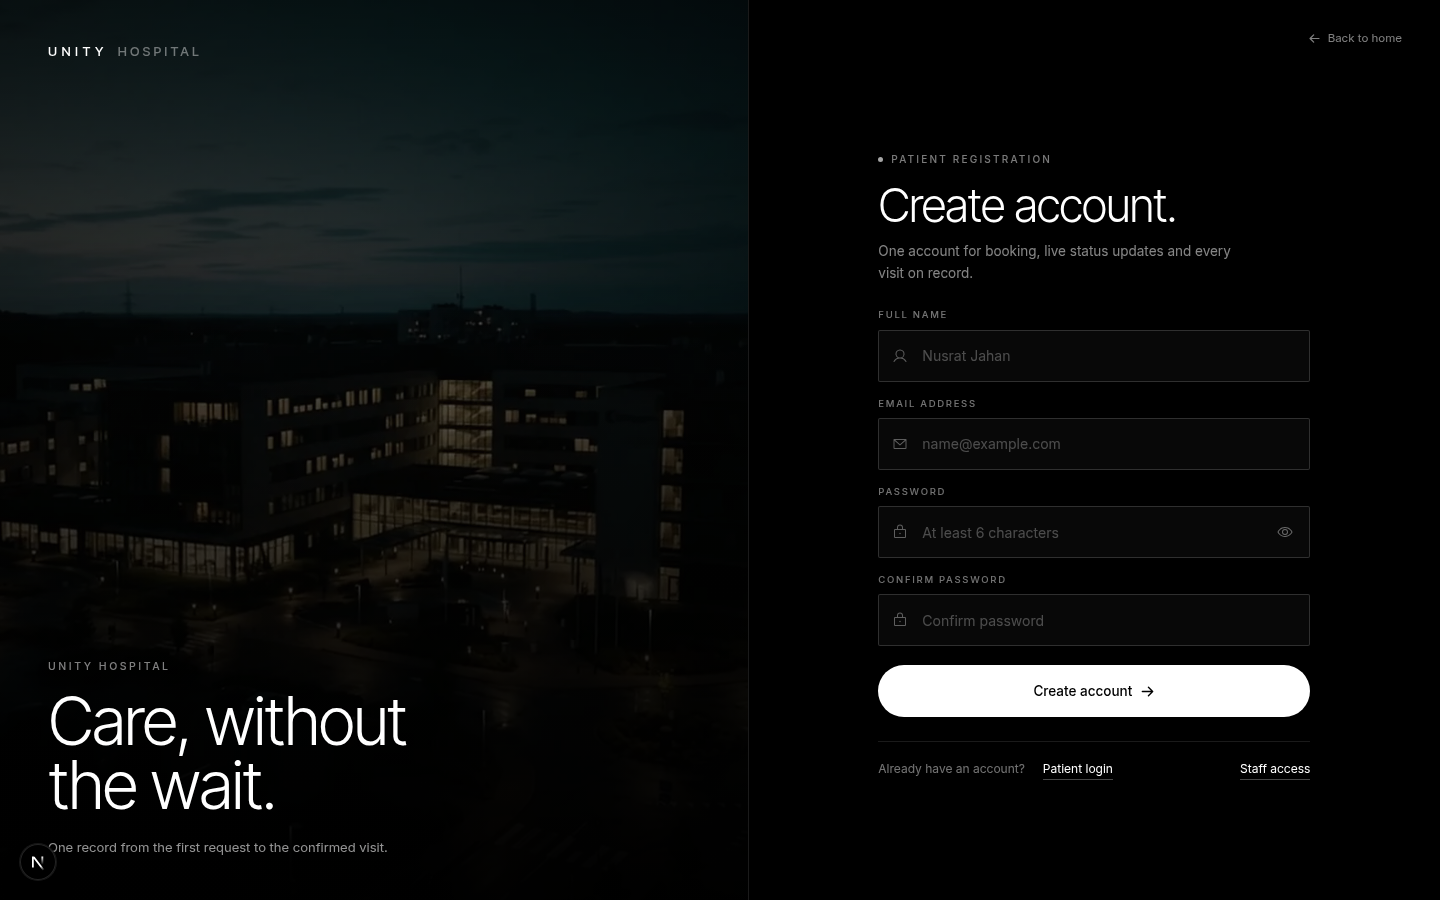 UNITY HOSPITAL
Back to home
UNITY HOSPITAL
Care, without
the wait.
One record from the first request to the confirmed visit.
N
PATIENT REGISTRATION
Create account.
One account for booking, live status updates and every
visit on record.
FULL NAME
Nusrat Jahan
EMAIL ADDRESS
name@example.com
PASSWORD
At least 6 characters
CONFIRM PASSWORD
Confirm password
Create account
Already have an account? Patient login Staff access